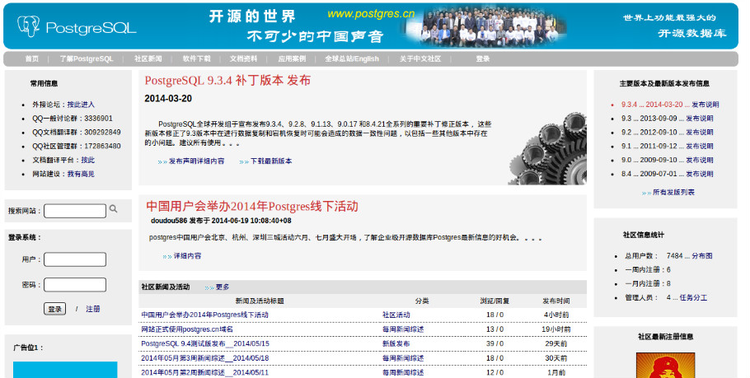 PostgreSQL
开源的世界
www.postgres.cn
不可少的中国声音
世界上功能最强大的
开源数据库
首页 | 了解PostgreSQL | 社区新闻 | 软件下载 | 文档资料 | 应用案例 | 全球总站/English | 关于中文社区 | 登录
常用信息
外挂论坛：按此进入
QQ一般讨论群：3336901
QQ文档翻译群：309292849
QQ社区管理群：172863480
文档翻译平台：按此
网站建设：我有高见
搜索网站：
登录系统：
用户：
密码：
登录 / 注册
广告位1：
PostgreSQL 9.3.4 补丁版本 发布
2014-03-20
PostgreSQL全球开发组于宣布发布9.3.4、9.2.8、9.1.13、9.0.17 和8.4.21全系列的重要补丁修正版本， 这些
新版本修正了9.3版本中在进行数据复制和宕机恢复时可能会造成的数据一致性问题，以包括一些其他版本中存在
的小问题。建议所有使用 。。。
>> 发布声明详细内容 >> 下载最新版本
中国用户会举办2014年Postgres线下活动
doudou586 发布于 2014-06-19 10:08:40+08
postgres中国用户会北京、杭州、深圳三城活动六月、七月盛大开场，了解企业级开源数据库Postgres最新信息的好机会。。。。
>> 详细内容
社区新闻及活动 >> 更多
新闻及活动标题 分类 浏览/回复 发布时间
中国用户会举办2014年Postgres线下活动 社区活动 18 / 0 4小时前
网站正式使用postgres.cn域名 每周新闻综述 13 / 0 19小时前
PostgreSQL 9.4测试版发布__2014/05/15 新版发布 39 / 0 29天前
2014年05月第3周新闻综述__2014/05/18 每周新闻综述 18 / 0 30天前
2014年05月第2周新闻综述__2014/05/11 每周新闻综述 12 / 0 1月前
主要版本及最新版本发布信息
9.3.4 ... 2014-03-20 ... 发布说明
9.3 ... 2013-09-09 ... 发布说明
9.2 ... 2012-09-10 ... 发布说明
9.1 ... 2011-09-12 ... 发布说明
9.0 ... 2010-09-20 ... 发布说明
8.4 ... 2009-07-01 ... 发布说明
>> 所有发版列表
社区信息统计
总用户数： 7484 ... 分布图
一周内注册：6
一月内注册：8
管理人员： 4 ... 任务分工
社区最新注册信息